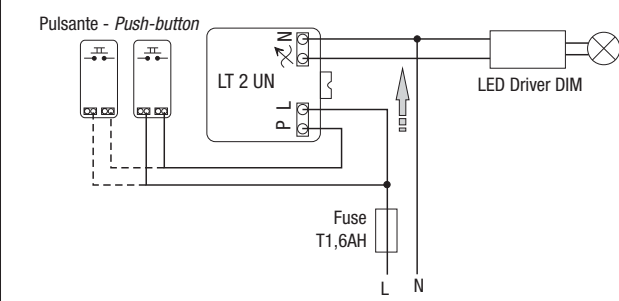 Pulsante - Push-button
N
LT 2 UN
L
P
LED Driver DIM
Fuse
T1,6AH
L
N